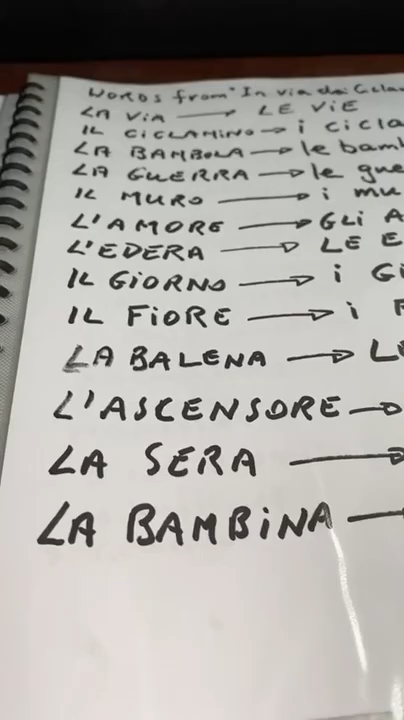 WORDS from "In via dei Cicla
LA ViA → LE ViE
IL CICLAMINO → i cicla
LA BAMBOLA → le bamb
LA GUERRA → le gue
IL MURO → i mu
L'AMORE → GLi A
L'EDERA → LE E
IL GiORNO → i Gi
IL FiORE → i F
LA BALENA → LE
L'ASCENSORE →
LA SERA →
LA BAMBiNA